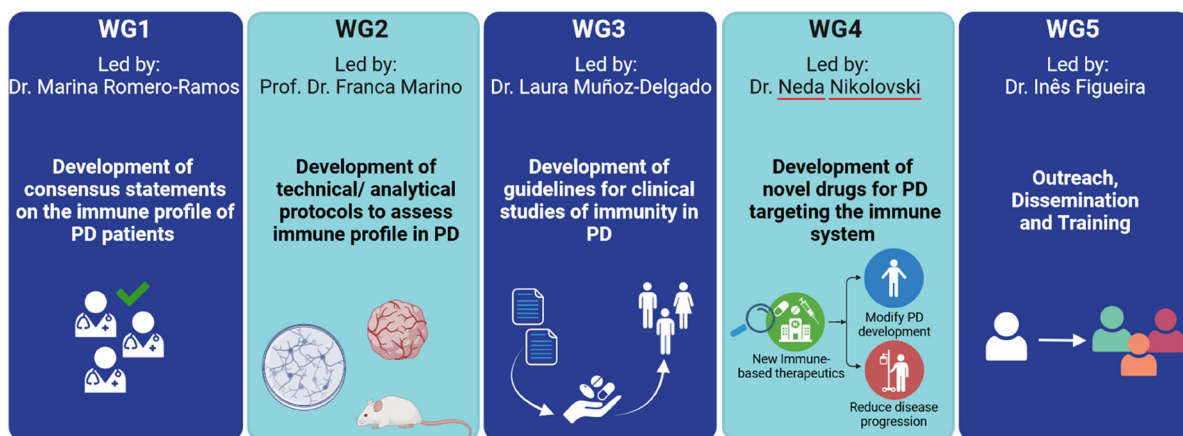 WG1
Led by:
Dr. Marina Romero-Ramos
Development of
consensus statements
on the immune profile of
PD patients
WG2
Led by:
Prof. Dr. Franca Marino
Development of
technical/ analytical
protocols to assess
immune profile in PD
WG3
Led by:
Dr. Laura Muñoz-Delgado
Development of
guidelines for clinical
studies of immunity in
PD
WG4
Led by:
Dr. Neda Nikolovski
Development of
novel drugs for PD
targeting the immune
system
New Immune-
based therapeutics
Modify PD
development
Reduce disease
progression
WG5
Led by:
Dr. Inês Figueira
Outreach,
Dissemination
and Training